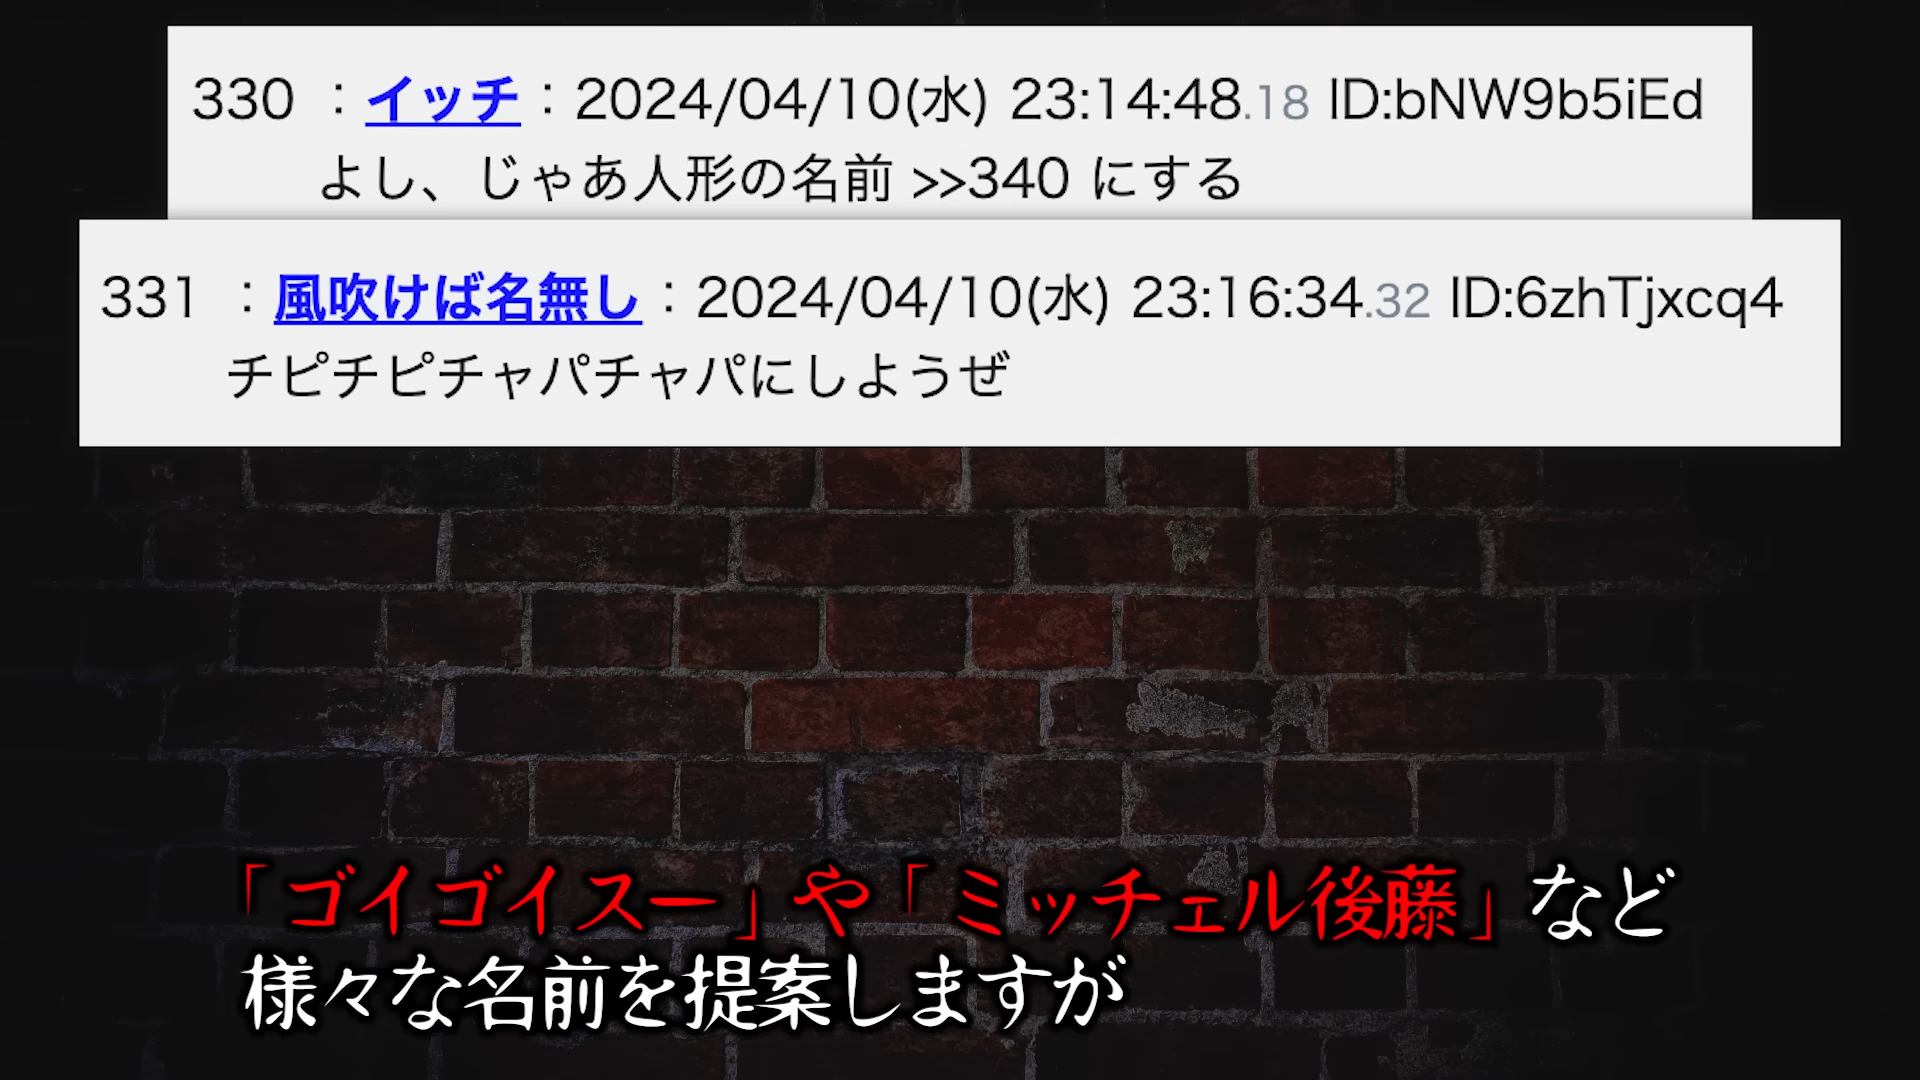 330 ：イッチ：2024/04/10(水) 23:14:48.18 ID:bNW9b5iEd
よし、じゃあ人形の名前 >>340 にする
331 ：風吹けば名無し：2024/04/10(水) 23:16:34.32 ID:6zhTjxcq4
チピチピチャパチャパにしようぜ
「ゴイゴイスー」や「ミッチェル後藤」など
様々な名前を提案しますが